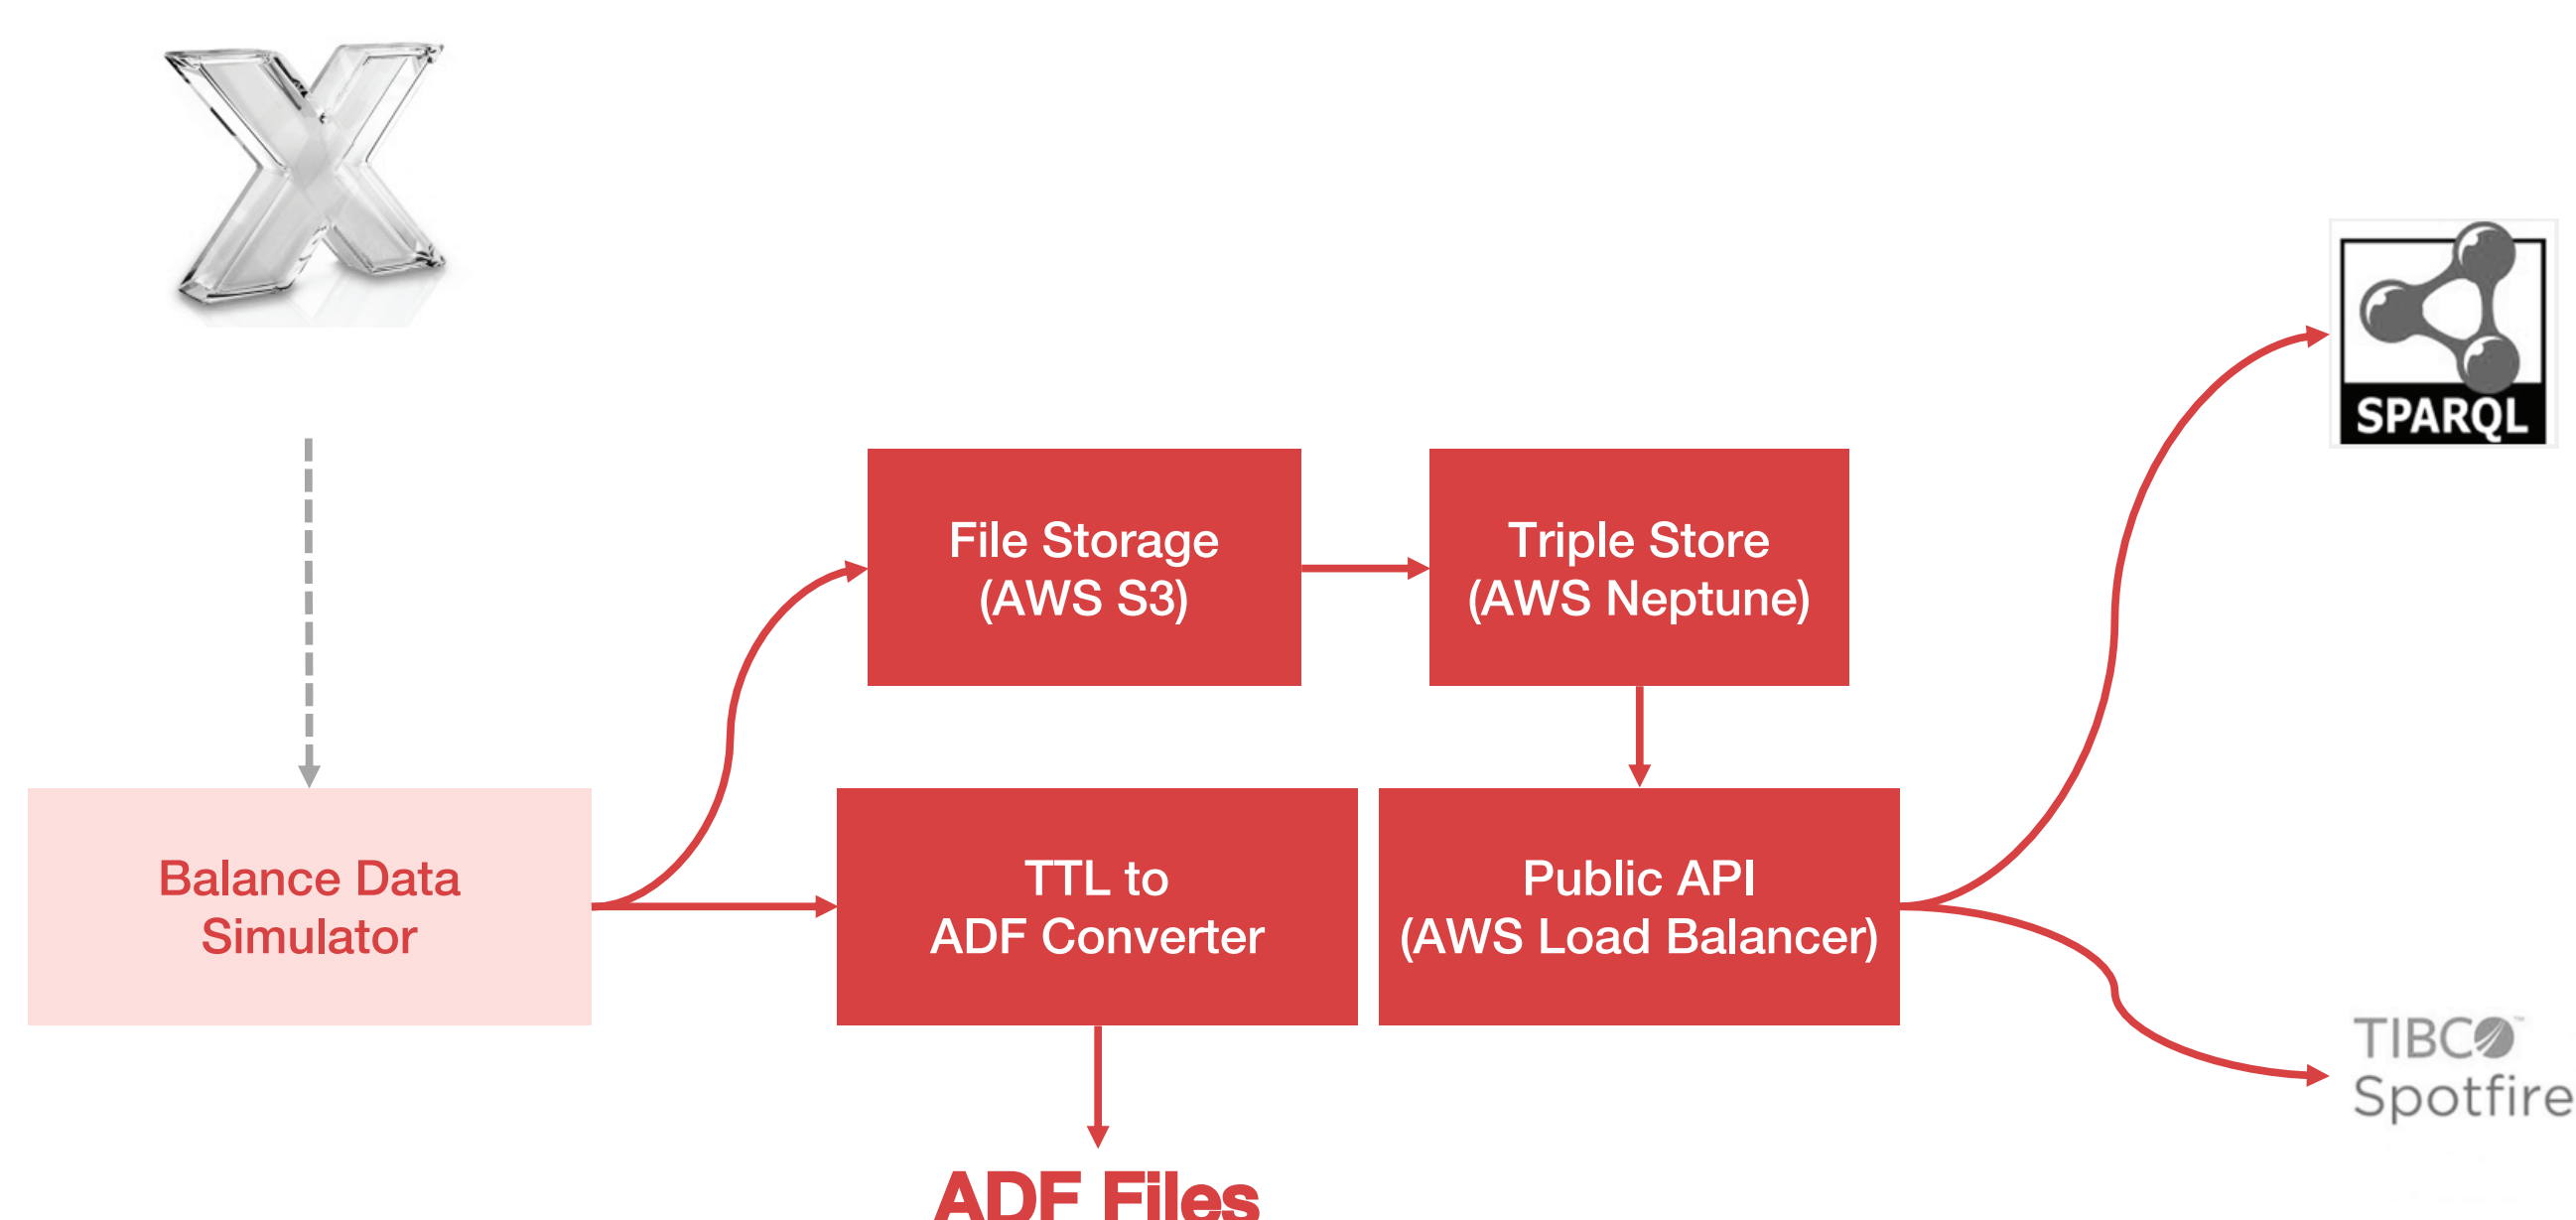 SPARQL
File Storage
(AWS S3)
Triple Store
(AWS Neptune)
Balance Data
Simulator
TTL to
ADF Converter
Public API
(AWS Load Balancer)
TIBCO™
Spotfire
ADF Files